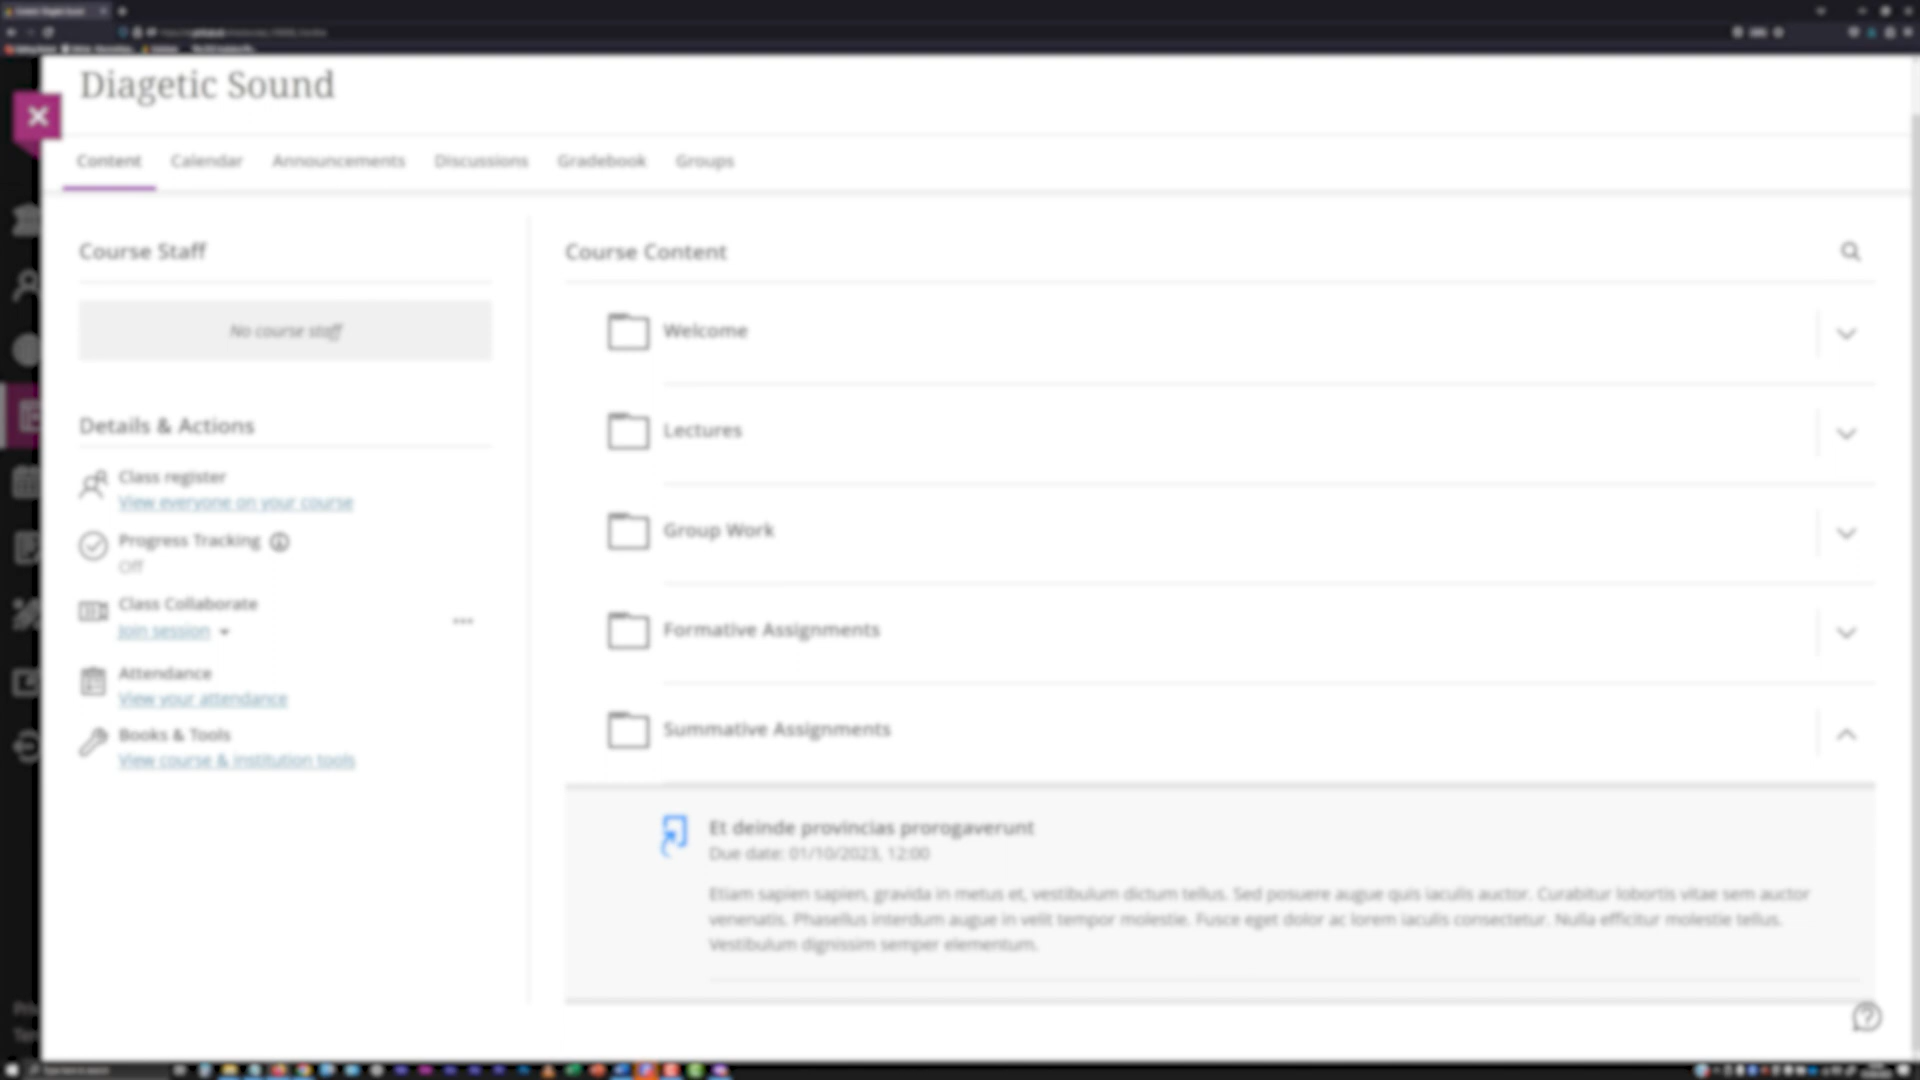 Diagetic Sound
Content
Calendar
Announcements
Discussions
Gradebook
Groups
Course Staff
No course staff
Details & Actions
Class register
View everyone on your course
Progress Tracking
Off
Class Collaborate
Join session
Attendance
View your attendance
Books & Tools
View course & institution tools
Course Content
Welcome
Lectures
Group Work
Formative Assignments
Summative Assignments
Et deinde provincias prorogaverunt
Due date: 01/10/2023, 12:00
Etiam sapien sapien, gravida in metus et, vestibulum dictum tellus. Sed posuere augue quis iaculis auctor. Curabitur lobortis vitae sem auctor
venenatis. Phasellus interdum augue in velit tempor molestie. Fusce eget dolor ac lorem iaculis consectetur. Nulla efficitur molestie tellus.
Vestibulum dignissim semper elementum.
Type here to search